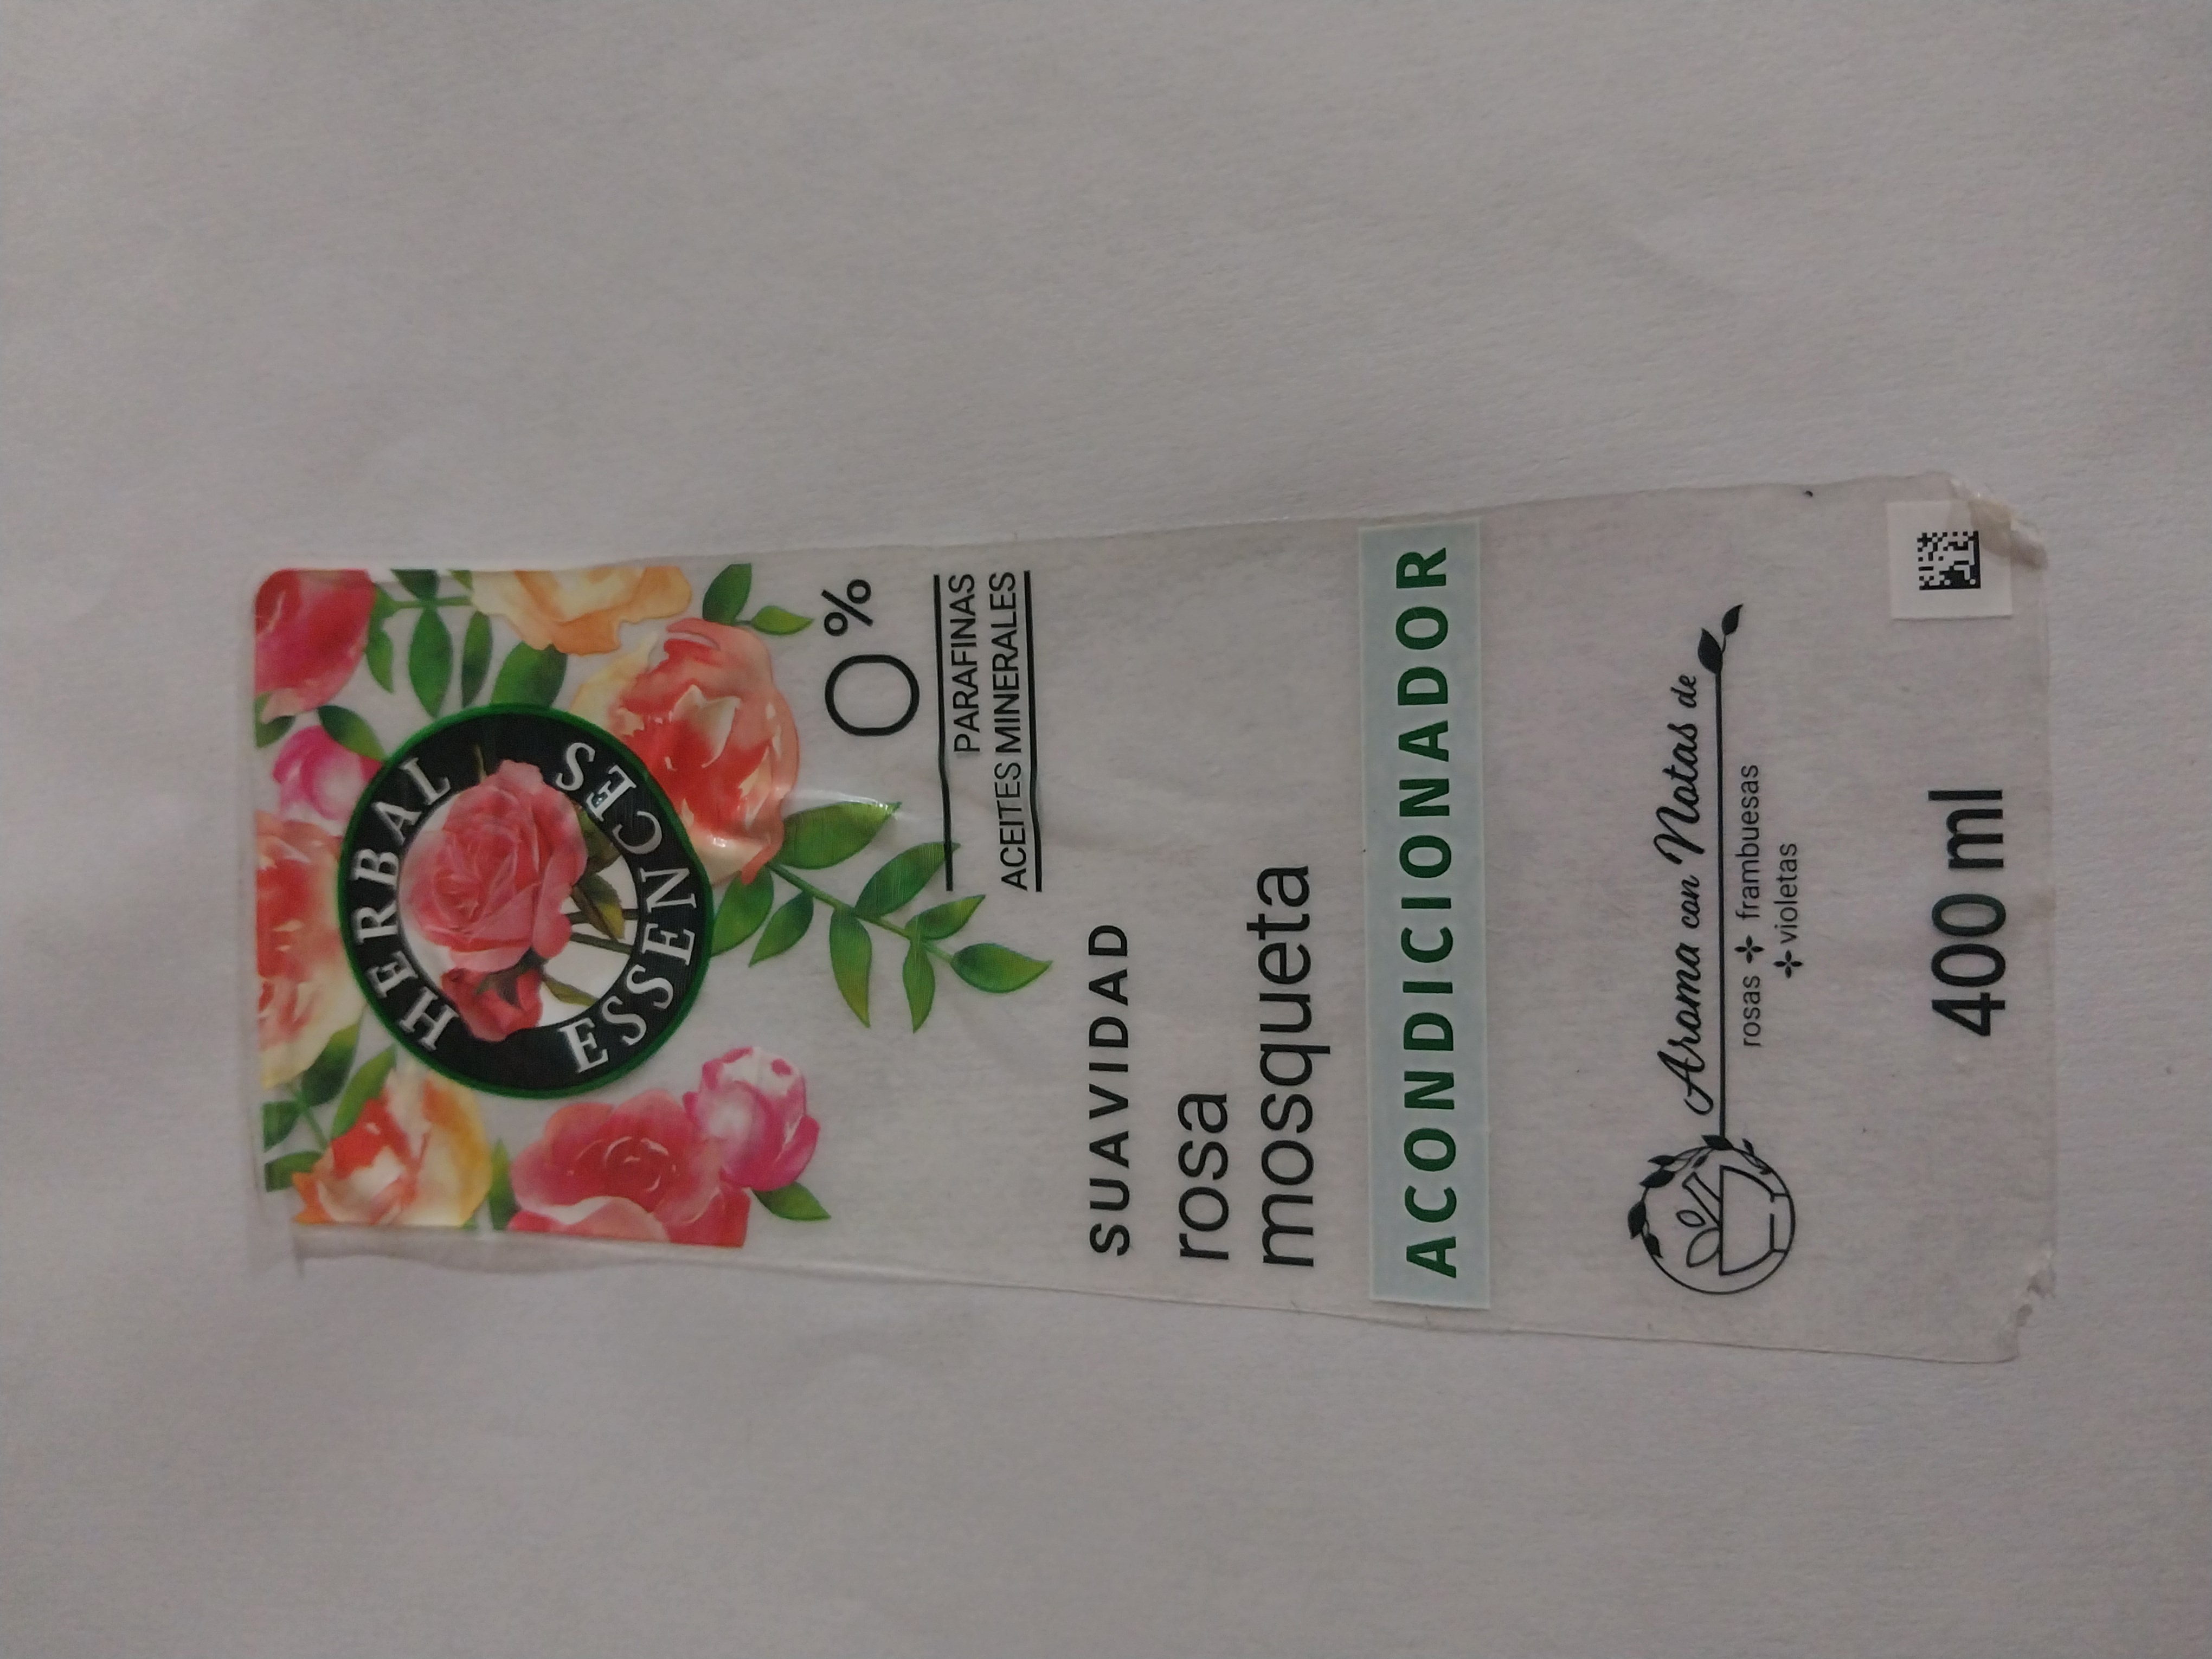 HERBAL
ESSENCES
0%
PARAFINAS
ACEITES MINERALES
SUAVIDAD
rosa
mosqueta
ACONDICIONADOR
Aroma con Notas de
rosas + frambuesas
+ violetas
400 ml